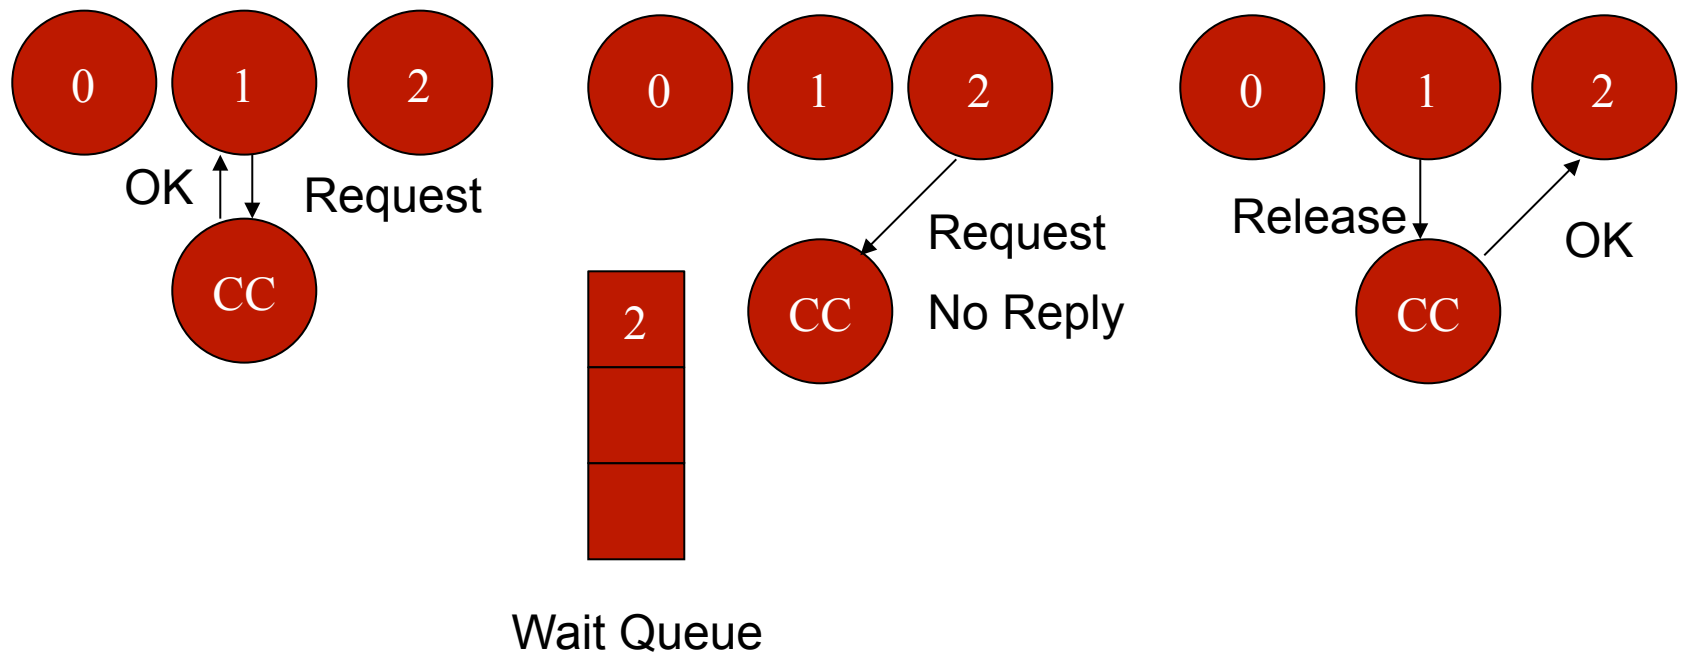 0 1 2
OK
Request
CC
0 1 2
Request
CC
No Reply
2
Wait Queue
0 1 2
Release
OK
CC